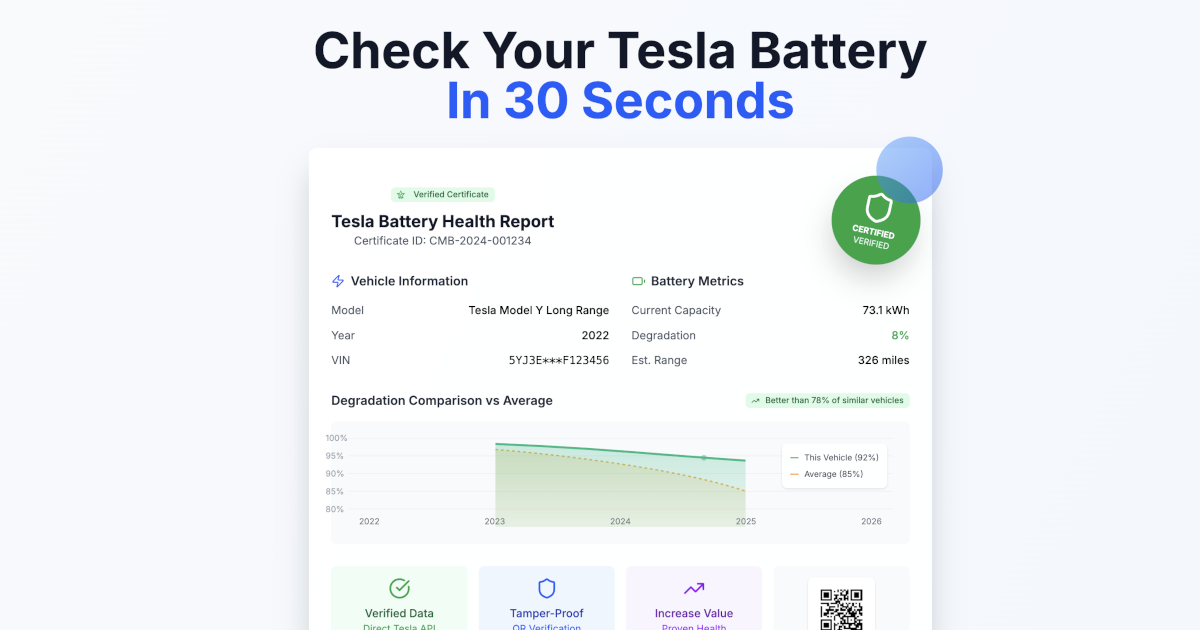 Check Your Tesla Battery
In 30 Seconds
Verified Certificate
Tesla Battery Health Report
Certificate ID: CMB-2024-001234
CERTIFIED
VERIFIED
Vehicle Information
Model Tesla Model Y Long Range
Year 2022
VIN 5YJ3E***F123456
Battery Metrics
Current Capacity 73.1 kWh
Degradation 8%
Est. Range 326 miles
Degradation Comparison vs Average
Better than 78% of similar vehicles
100%
95%
90%
85%
80%
2022 2023 2024 2025 2026
This Vehicle (92%)
Average (85%)
Verified Data
Direct Tesla API
Tamper-Proof
QR Verification
Increase Value
Proven Health